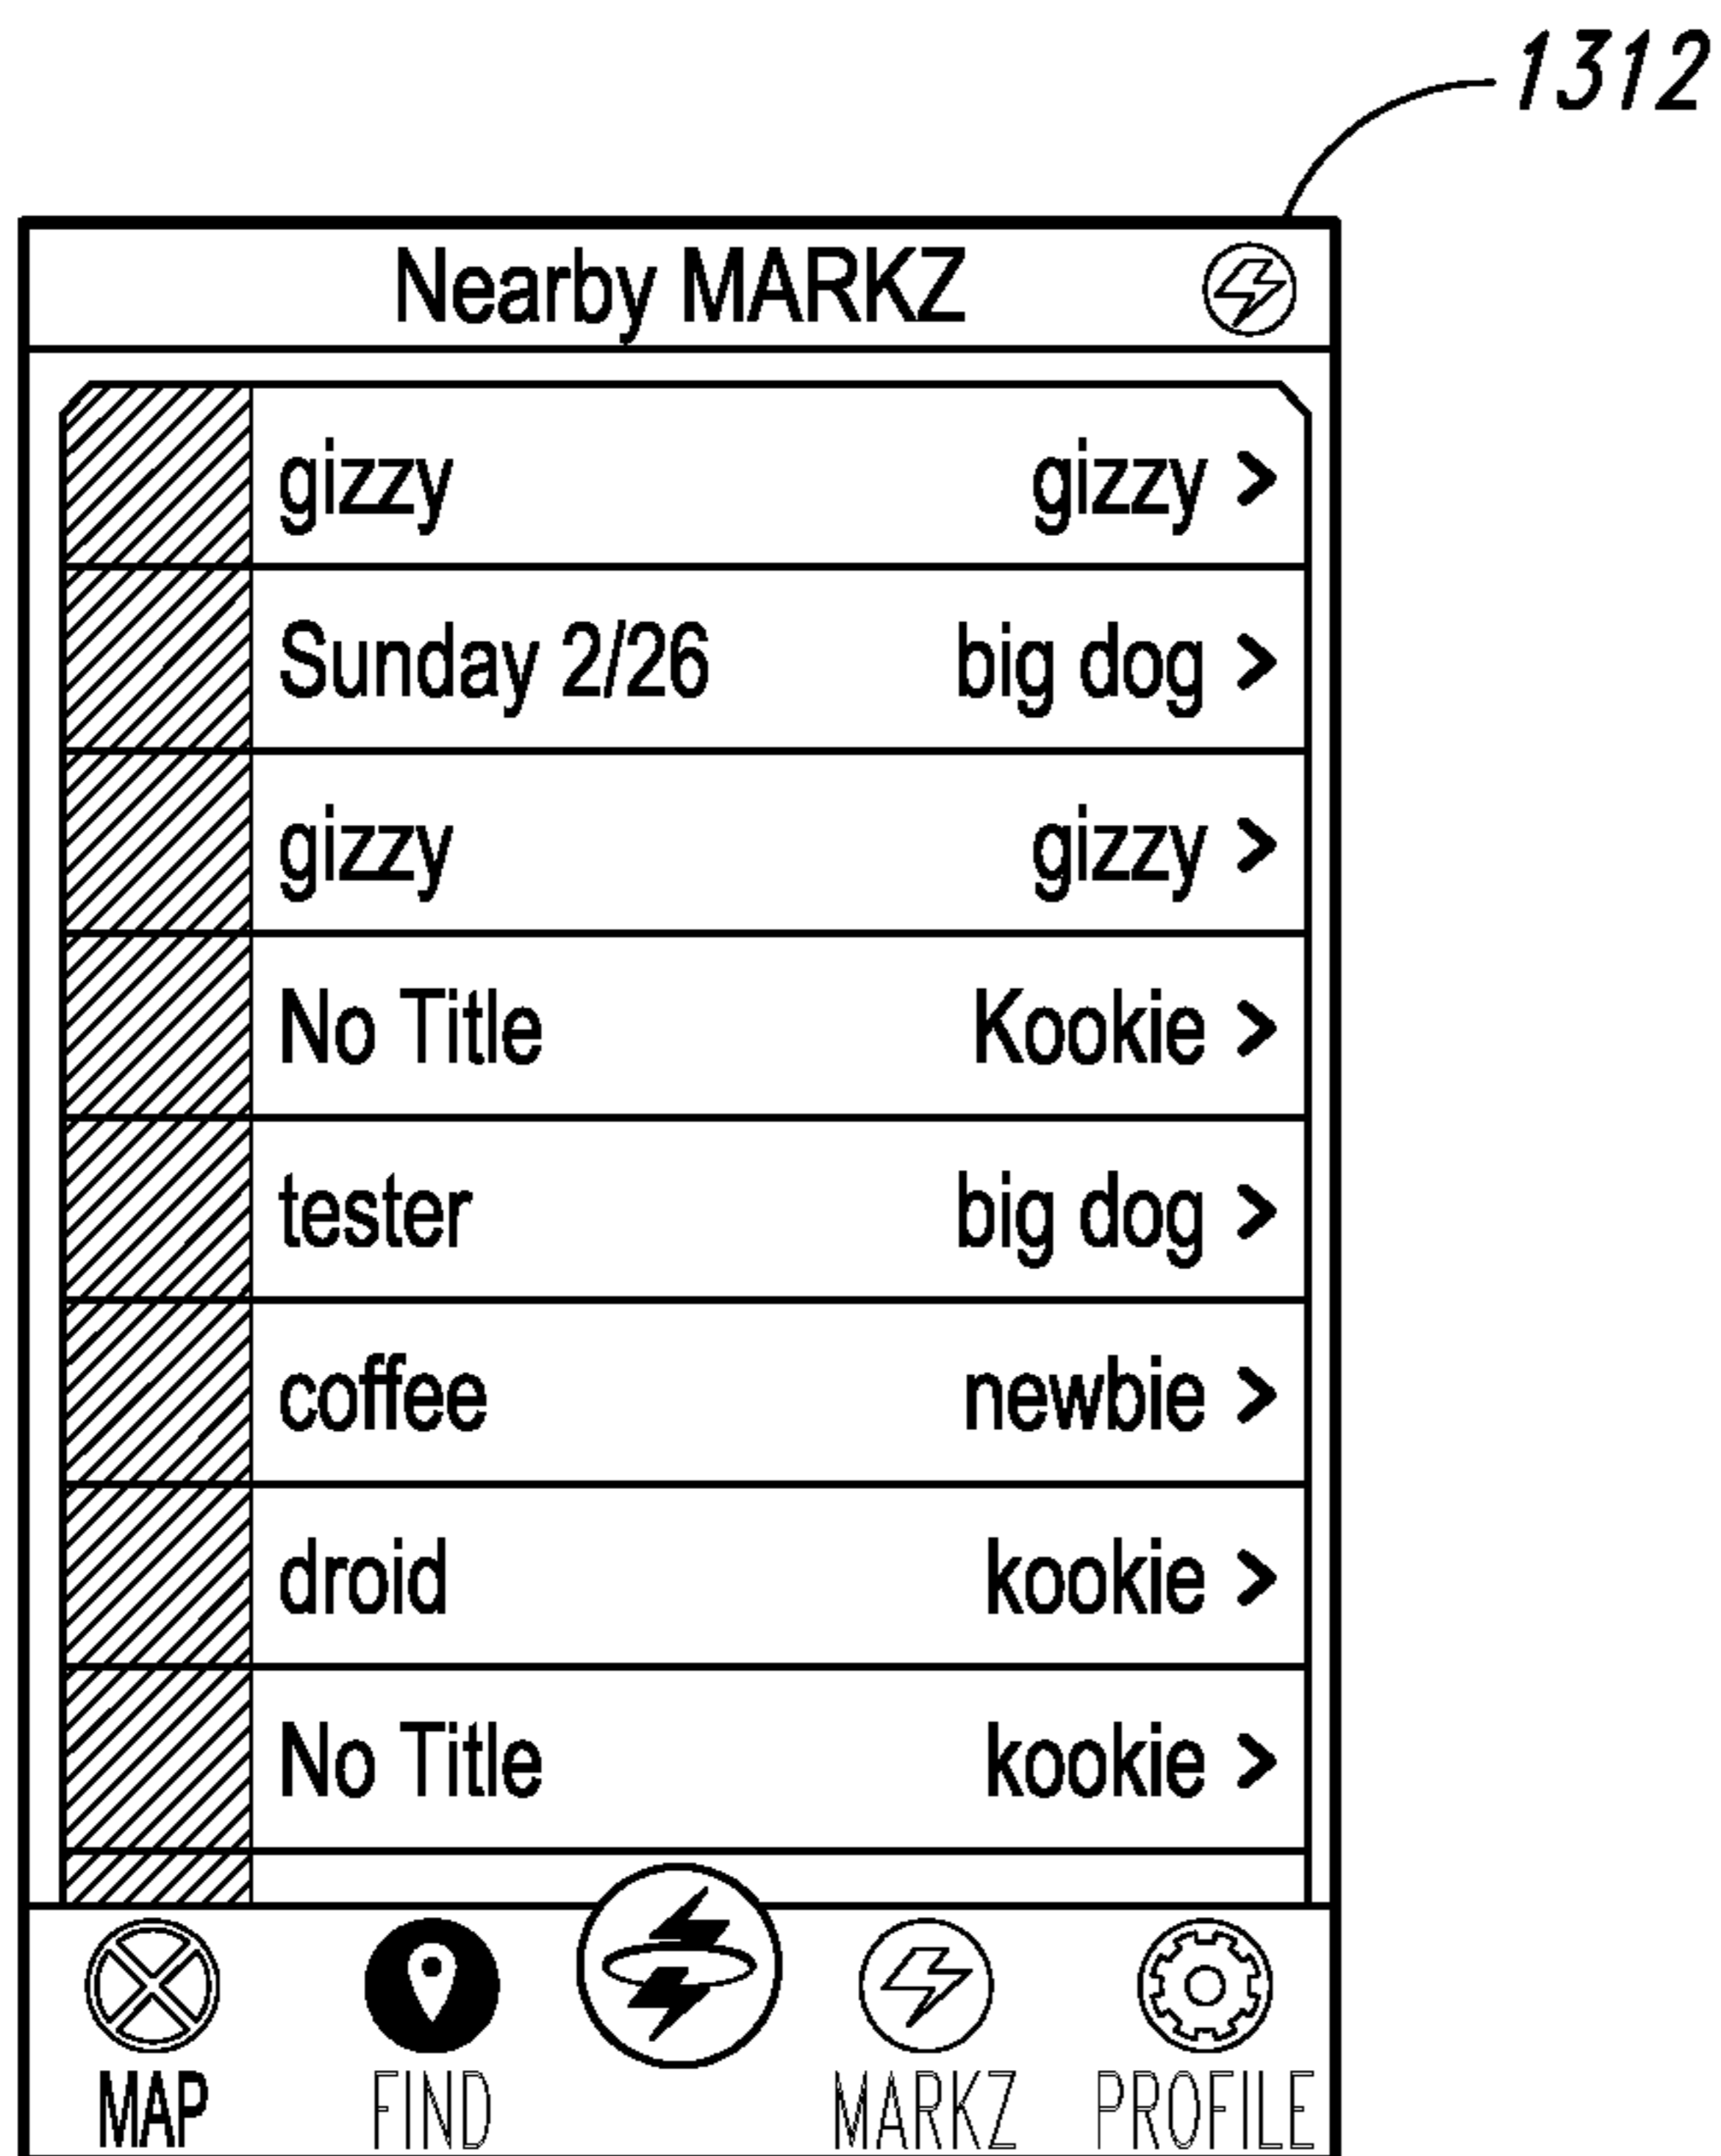 1312
Nearby MARKZ
gizzy gizzy >
Sunday 2/26 big dog >
gizzy gizzy >
No Title Kookie >
tester big dog >
coffee newbie >
droid kookie >
No Title kookie >
MAP FIND MARKZ PROFILE